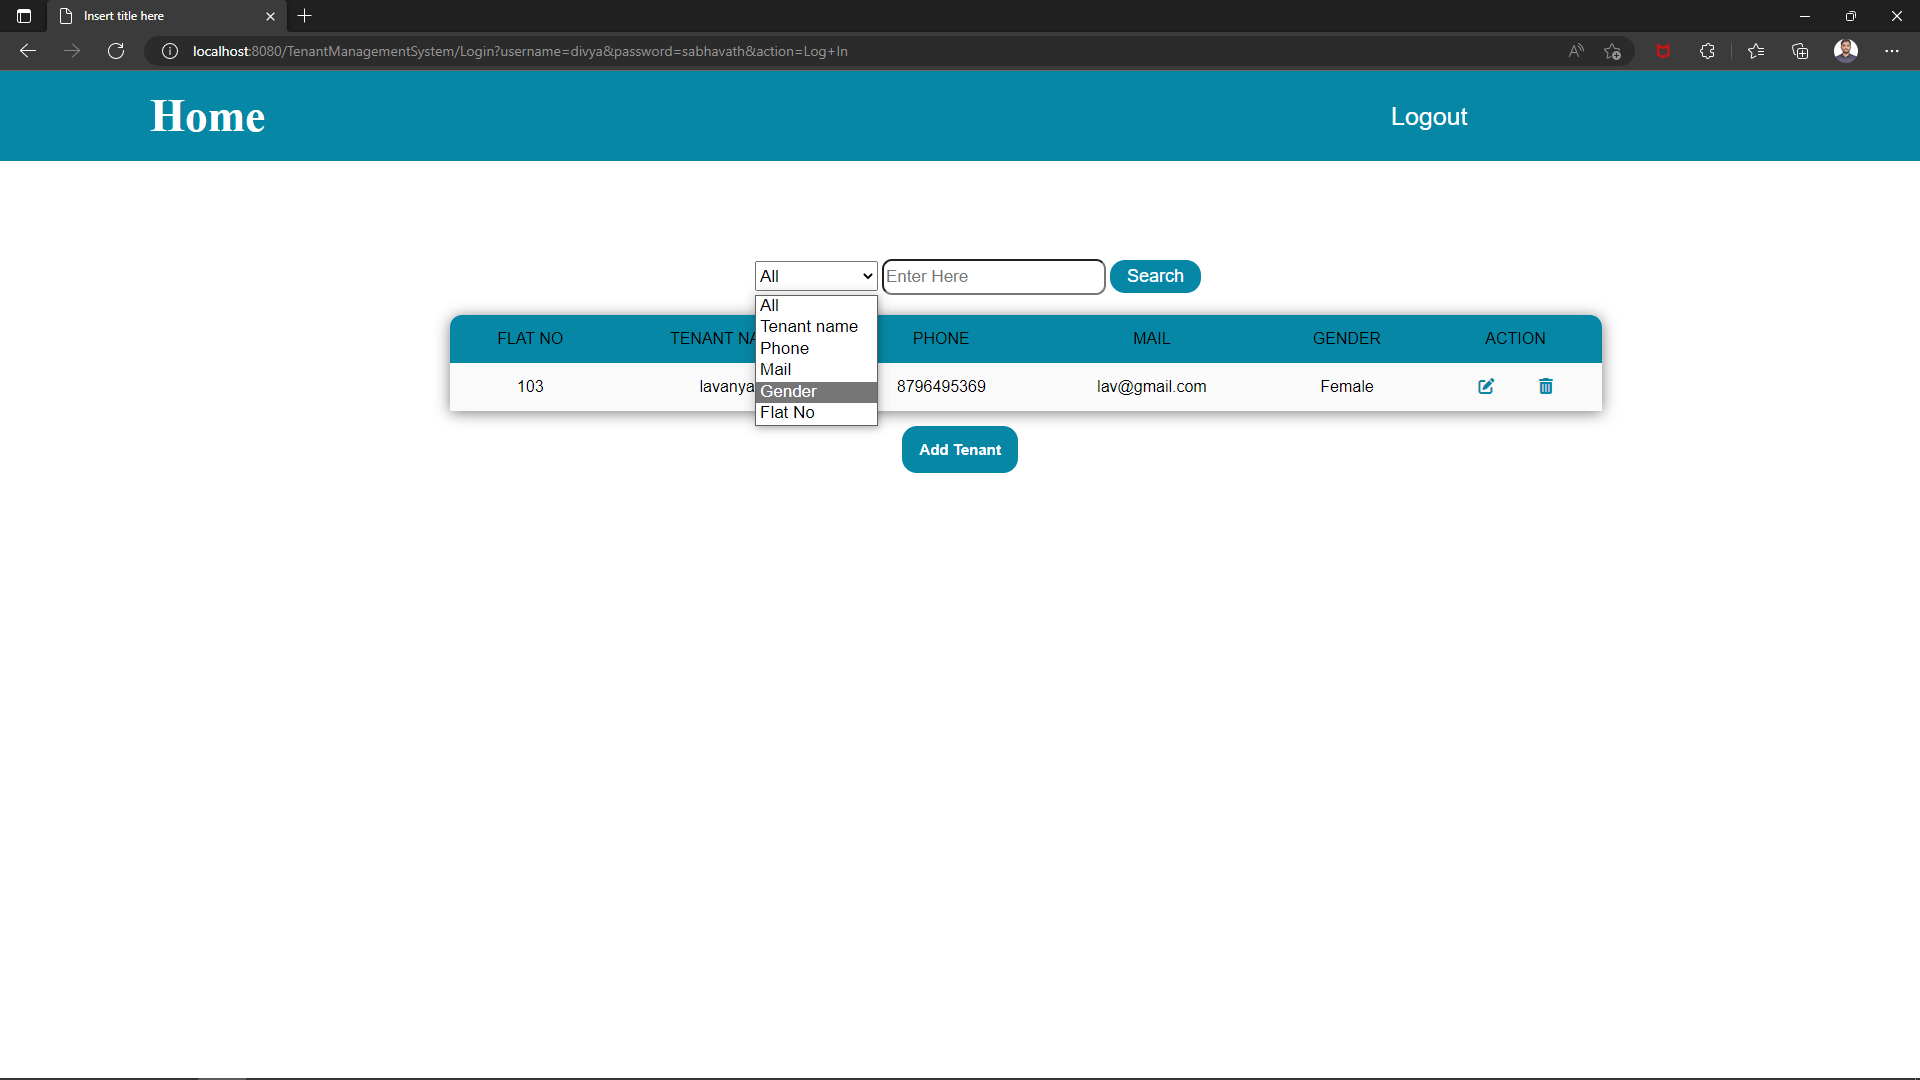 Insert title here
localhost:8080/TenantManagementSystem/Login?username=divya&password=sabhavath&action=Log+In
Home
Logout
All
Enter Here
Search
All
Tenant name
Phone
Mail
Gender
Flat No
FLAT NO
TENANT NA
PHONE
MAIL
GENDER
ACTION
103
lavanya
8796495369
lav@gmail.com
Female
Add Tenant